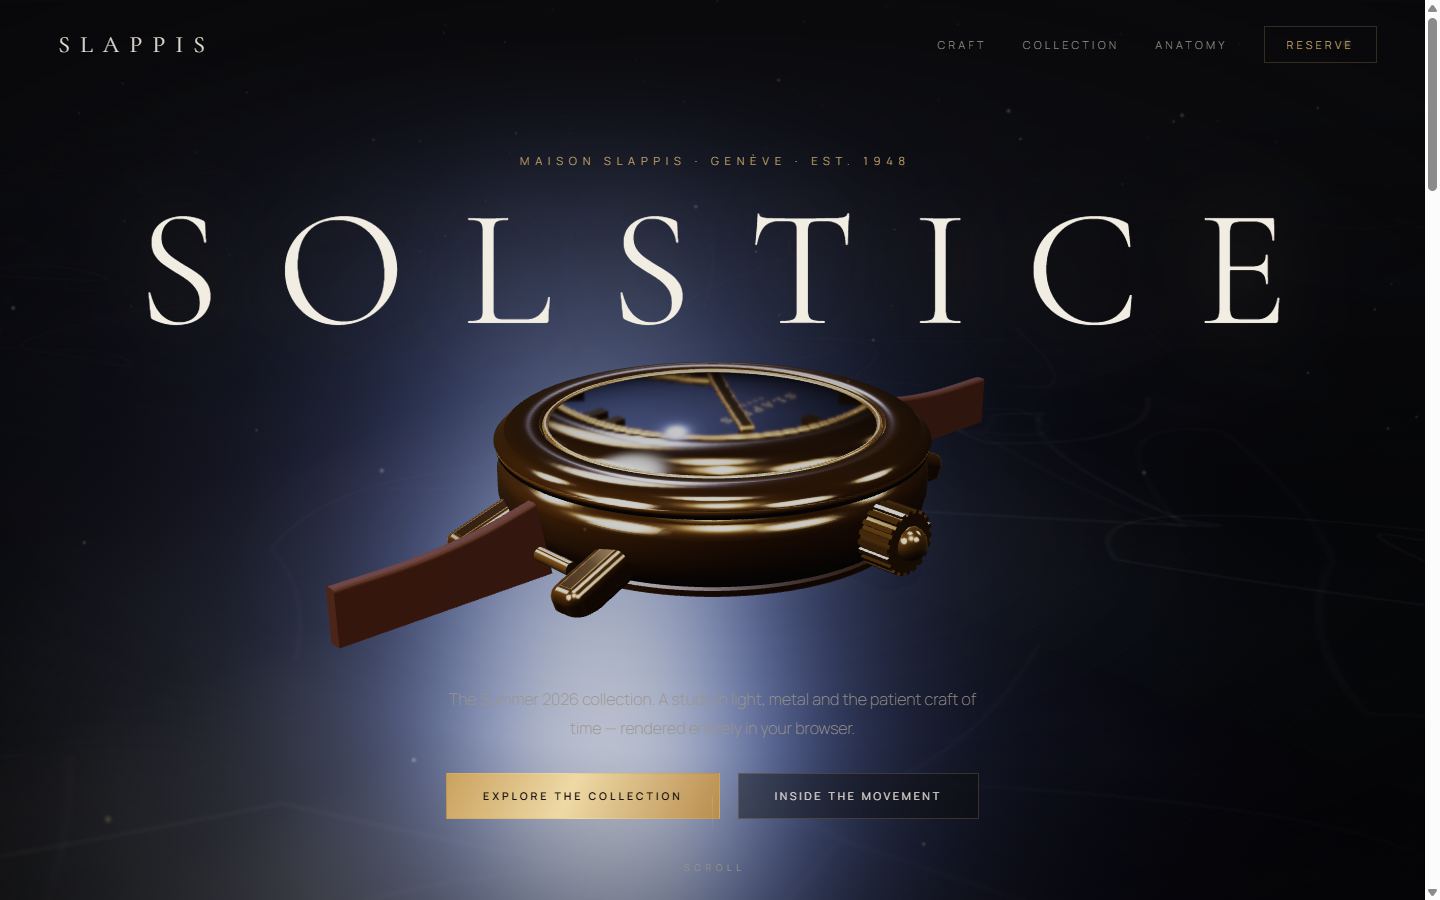 SLAPPIS
CRAFT COLLECTION ANATOMY RESERVE
MAISON SLAPPIS · GENÈVE · EST. 1948
SOLSTICE
SLAPPIS
The Summer 2026 collection. A study in light, metal and the patient craft of
time — rendered entirely in your browser.
EXPLORE THE COLLECTION INSIDE THE MOVEMENT
SCROLL